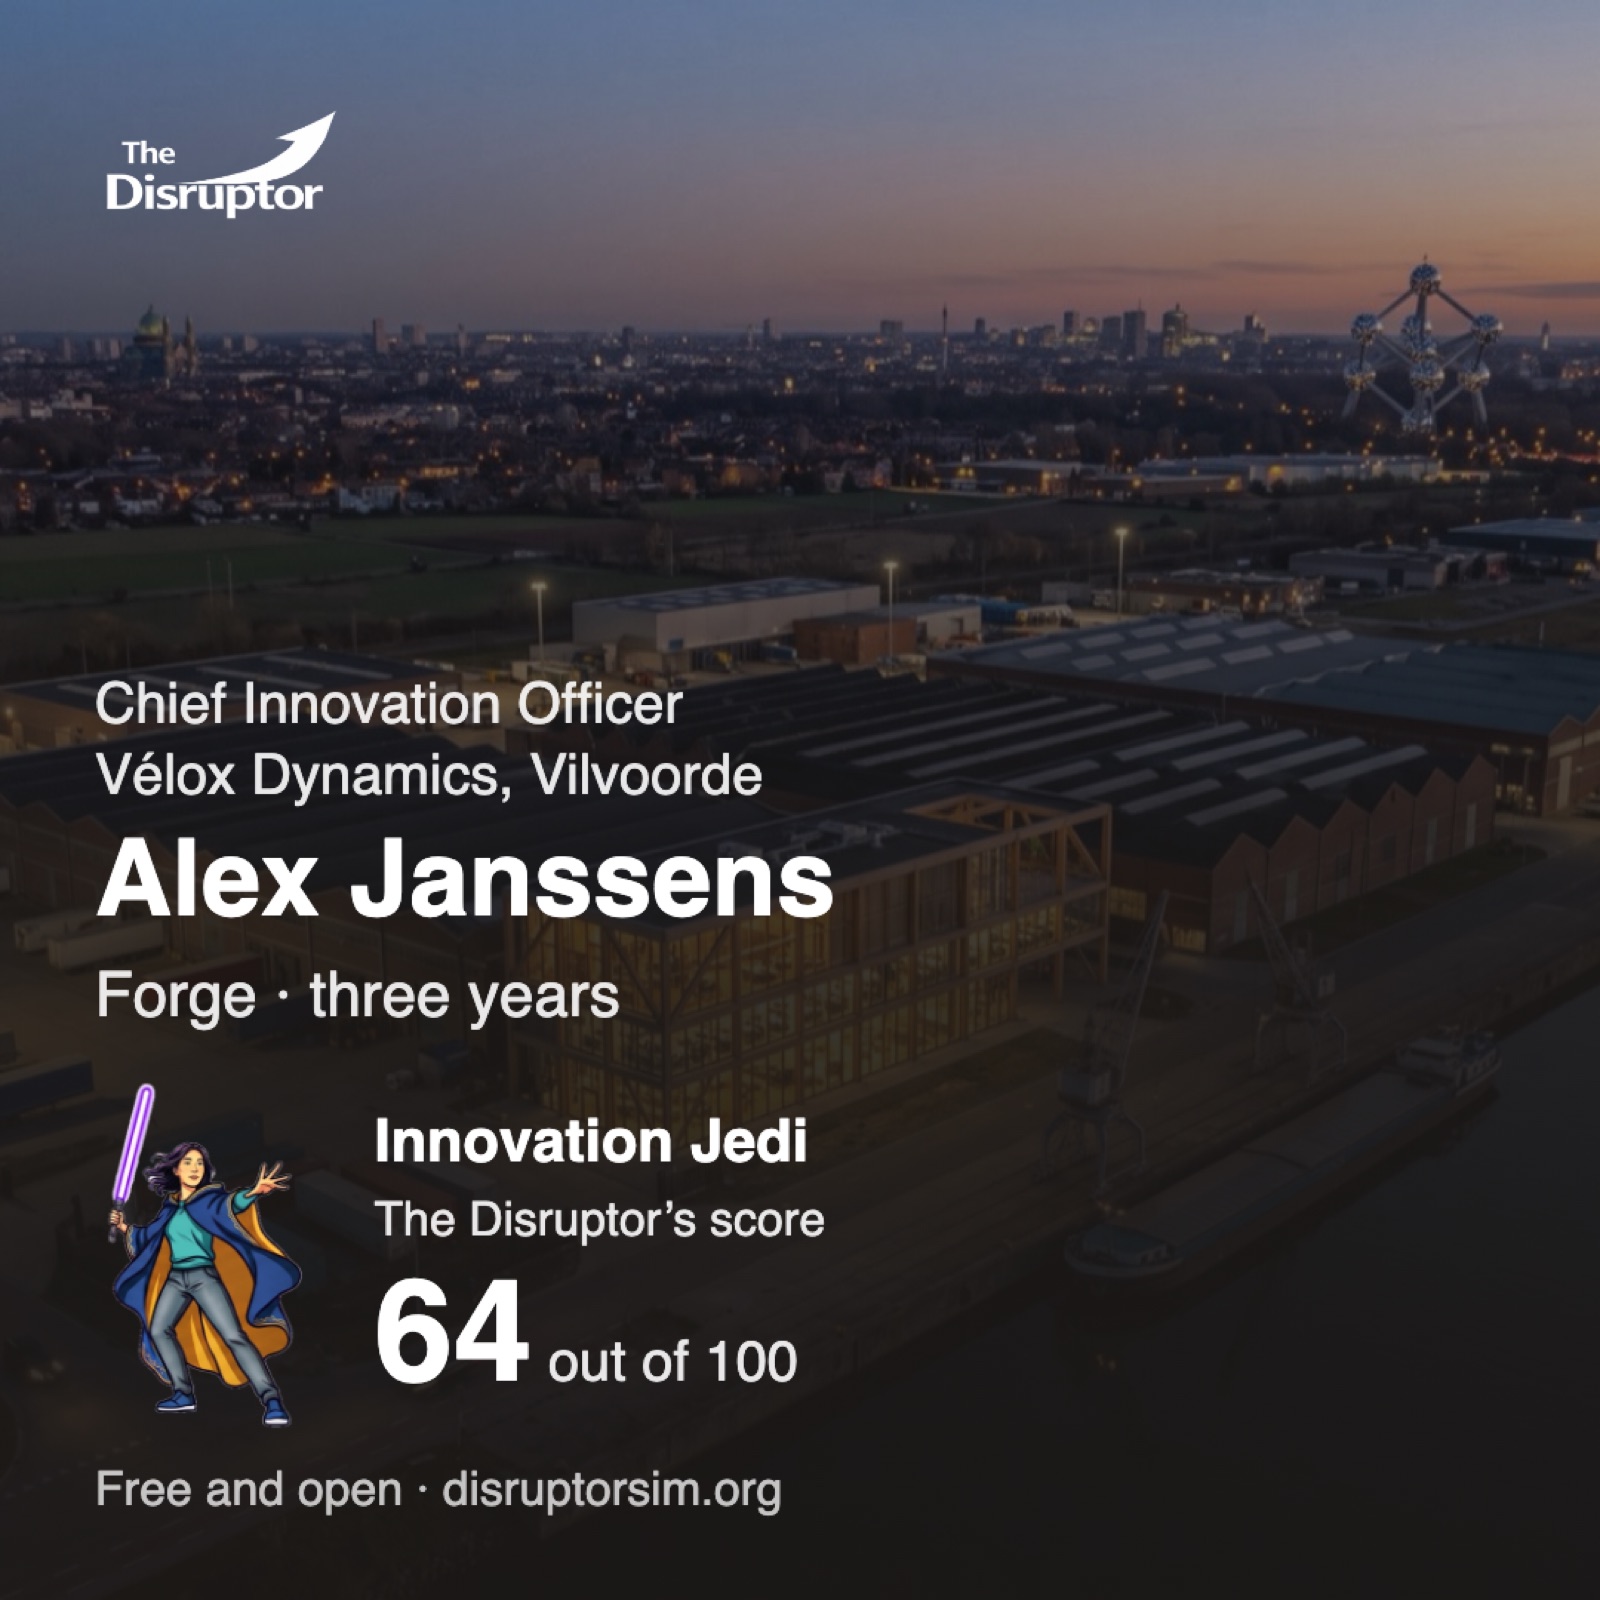 The
Disruptor
Chief Innovation Officer
Vélox Dynamics, Vilvoorde
Alex Janssens
Forge · three years
Innovation Jedi
The Disruptor’s score
64 out of 100
Free and open · disruptorsim.org